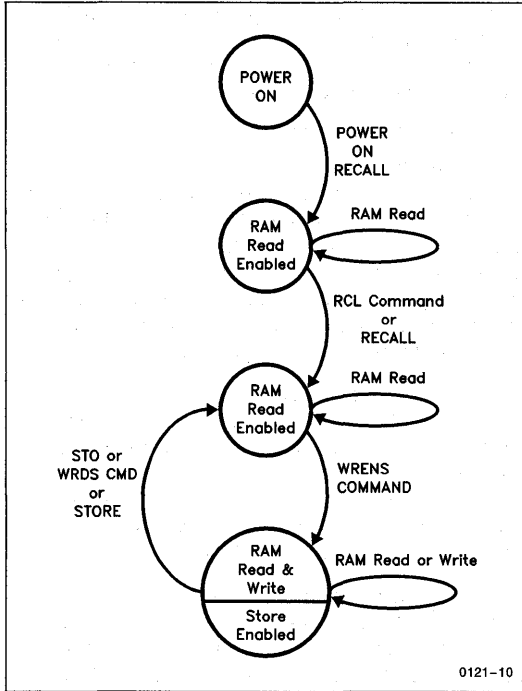 POWER
ON
POWER
ON
RECALL
RAM
Read
Enabled
RAM Read
RCL Command
or
RECALL
RAM
Read
Enabled
RAM Read
STO or
WRDS CMD
or
STORE
WRENS
COMMAND
RAM
Read &
Write
Store
Enabled
RAM Read or Write
0121-10